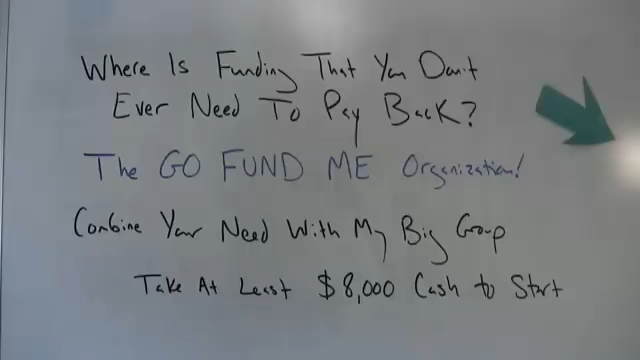 Where Is Funding That You Don't
Ever Need To Pay Back?
The GO FUND ME Organization!
Combine Your Need With My Big Group
Take At Least $8,000 Cash to Start